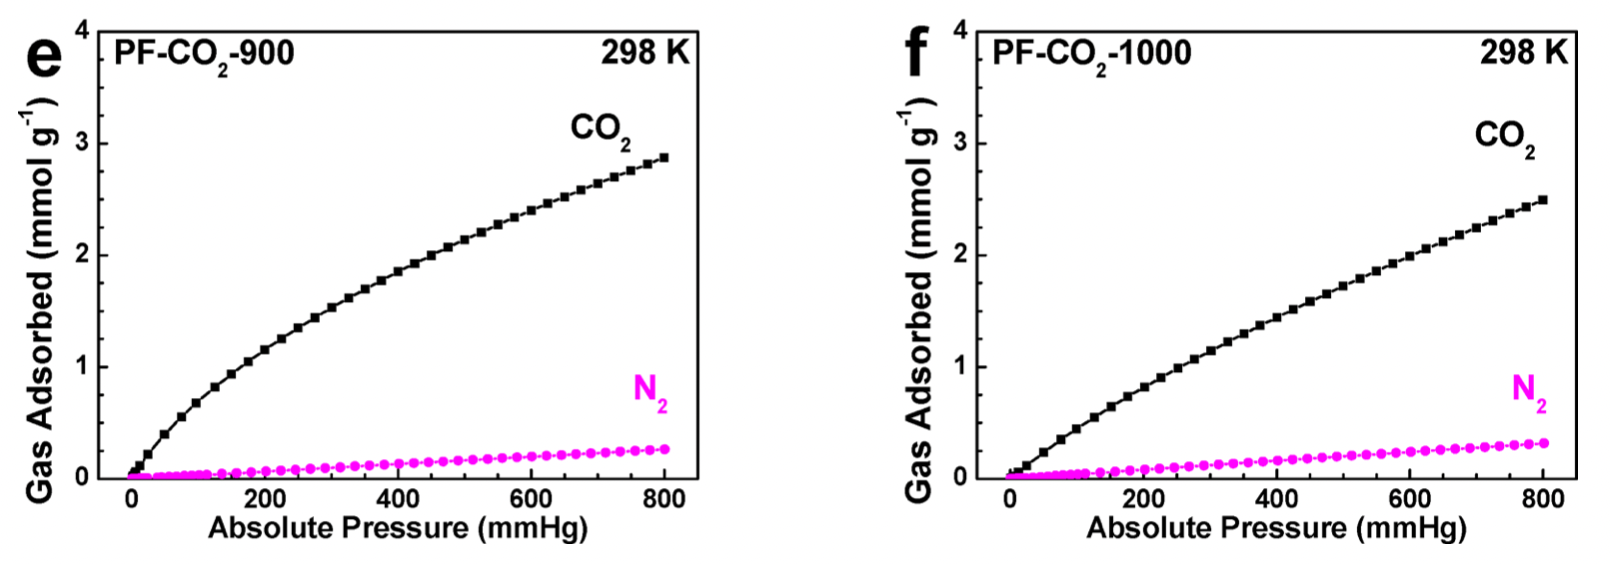 e
PF-CO2-900
298 K
CO2
N2
4
3
2
1
0
0 200 400 600 800
Absolute Pressure (mmHg)
Gas Adsorbed (mmol g-1)
f
PF-CO2-1000
298 K
CO2
N2
4
3
2
1
0
0 200 400 600 800
Absolute Pressure (mmHg)
Gas Adsorbed (mmol g-1)